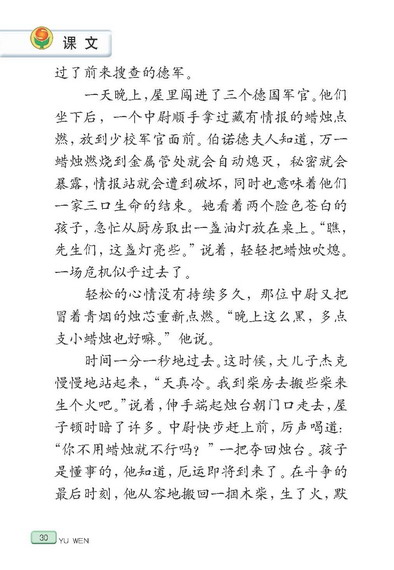 课文
过了前来搜查的德军。
一天晚上，屋里闯进了三个德国军官。他们
坐下后，一个中尉顺手拿过藏有情报的蜡烛点
燃，放到少校军官面前。伯诺德夫人知道，万一
蜡烛燃烧到金属管处就会自动熄灭，秘密就会
暴露，情报站就会遭到破坏，同时也意味着他们
一家三口生命的结束。她看着两个脸色苍白的
孩子，急忙从厨房取出一盏油灯放在桌上。“瞧，
先生们，这盏灯亮些。”说着，轻轻把蜡烛吹熄。
一场危机似乎过去了。
轻松的心情没有持续多久，那位中尉又把
冒着青烟的烛芯重新点燃。“晚上这么黑，多点
支小蜡烛也好嘛。”他说。
时间一分一秒地过去。这时候，大儿子杰克
慢慢地站起来，“天真冷。我到柴房去搬些柴来
生个火吧。”说着，伸手端起烛台朝门口走去，屋
子顿时暗了许多。中尉快步赶上前，厉声喝道：
“你不用蜡烛就不行吗？”一把夺回烛台。孩子
是懂事的，他知道，厄运即将到来了。在斗争的
最后时刻，他从容地搬回一捆木柴，生了火，默
30
YU WEN